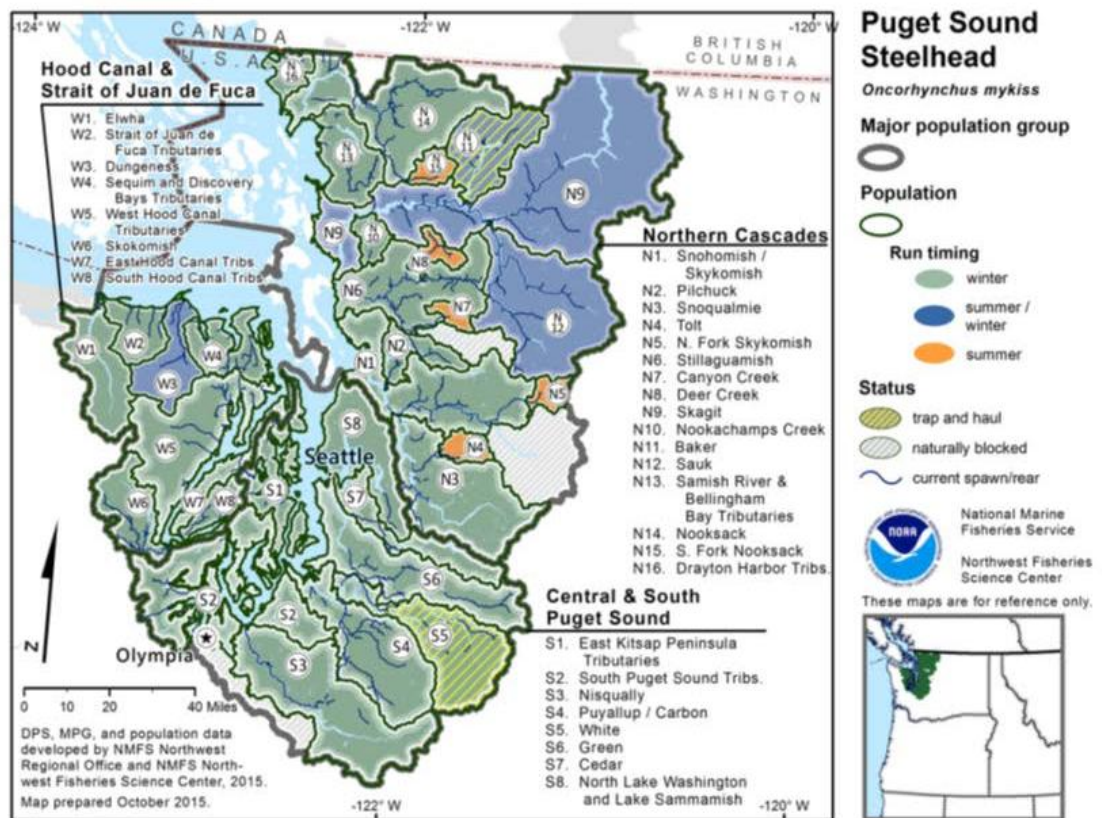 -124° W
-122° W
-120° W
CANADA
U.S.A.
BRITISH
COLUMBIA
WASHINGTON
Hood Canal &
Strait of Juan de Fuca
W1. Elwha
W2. Strait of Juan de
Fuca Tributaries
W3. Dungeness
W4. Sequim and Discovery
Bays Tributaries
W5. West Hood Canal
Tributaries
W6 Skokomish
W7 East Hood Canal Tribs.
W8 South Hood Canal Tribs.
N
16
N
14
N
11
N
13
N
15
N9
N9
N
10
N8
N6
N7
N
12
N1
N2
N5
N4
N3
W1
W2
W3
W4
W5
W6
W7
W8
S8
Seattle
S1
S7
S6
S2
S2
S5
S4
S3
Olympia
Northern Cascades
N1. Snohomish /
Skykomish
N2. Pilchuck
N3. Snoqualmie
N4. Tolt
N5. N. Fork Skykomish
N6. Stillaguamish
N7. Canyon Creek
N8. Deer Creek
N9. Skagit
N10. Nookachamps Creek
N11. Baker
N12. Sauk
N13. Samish River &
Bellingham
Bay Tributaries
N14. Nooksack
N15. S. Fork Nooksack
N16. Drayton Harbor Tribs.
Central & South
Puget Sound
S1. East Kitsap Peninsula
Tributaries
S2. South Puget Sound Tribs.
S3. Nisqually
S4. Puyallup / Carbon
S5. White
S6. Green
S7. Cedar
S8. North Lake Washington
and Lake Sammamish
N
0 10 20 40 Miles
DPS, MPG, and population data
developed by NMFS Northwest
Regional Office and NMFS North-
west Fisheries Science Center, 2015.
Map prepared October 2015.
-122° W
-120° W
Puget Sound
Steelhead
Oncorhynchus mykiss
Major population group
Population
Run timing
winter
summer /
winter
summer
Status
trap and haul
naturally blocked
current spawn/rear
NOAA
National Marine
Fisheries Service
Northwest Fisheries
Science Center
These maps are for reference only.